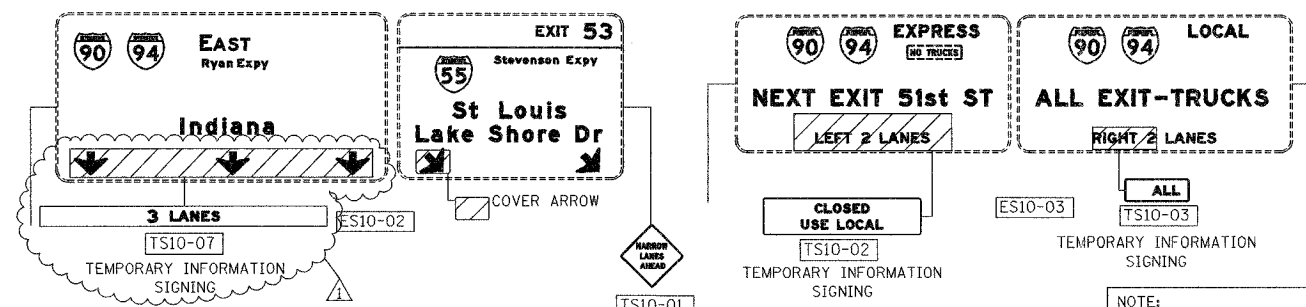 90 94 EAST
Ryan Expy
Indiana
3 LANES
TS10-07
TEMPORARY INFORMATION
SIGNING
1
ES10-02
EXIT 53
55 Stevenson Expy
St Louis
Lake Shore Dr
COVER ARROW
NARROW
LANES
AHEAD
TS10-01
90 94 EXPRESS
NO TRUCKS
NEXT EXIT 51st ST
LEFT 2 LANES
CLOSED
USE LOCAL
TS10-02
TEMPORARY INFORMATION
SIGNING
90 94 LOCAL
ALL EXIT-TRUCKS
RIGHT 2 LANES
ES10-03
ALL
TS10-03
TEMPORARY INFORMATION
SIGNING
NOTE: